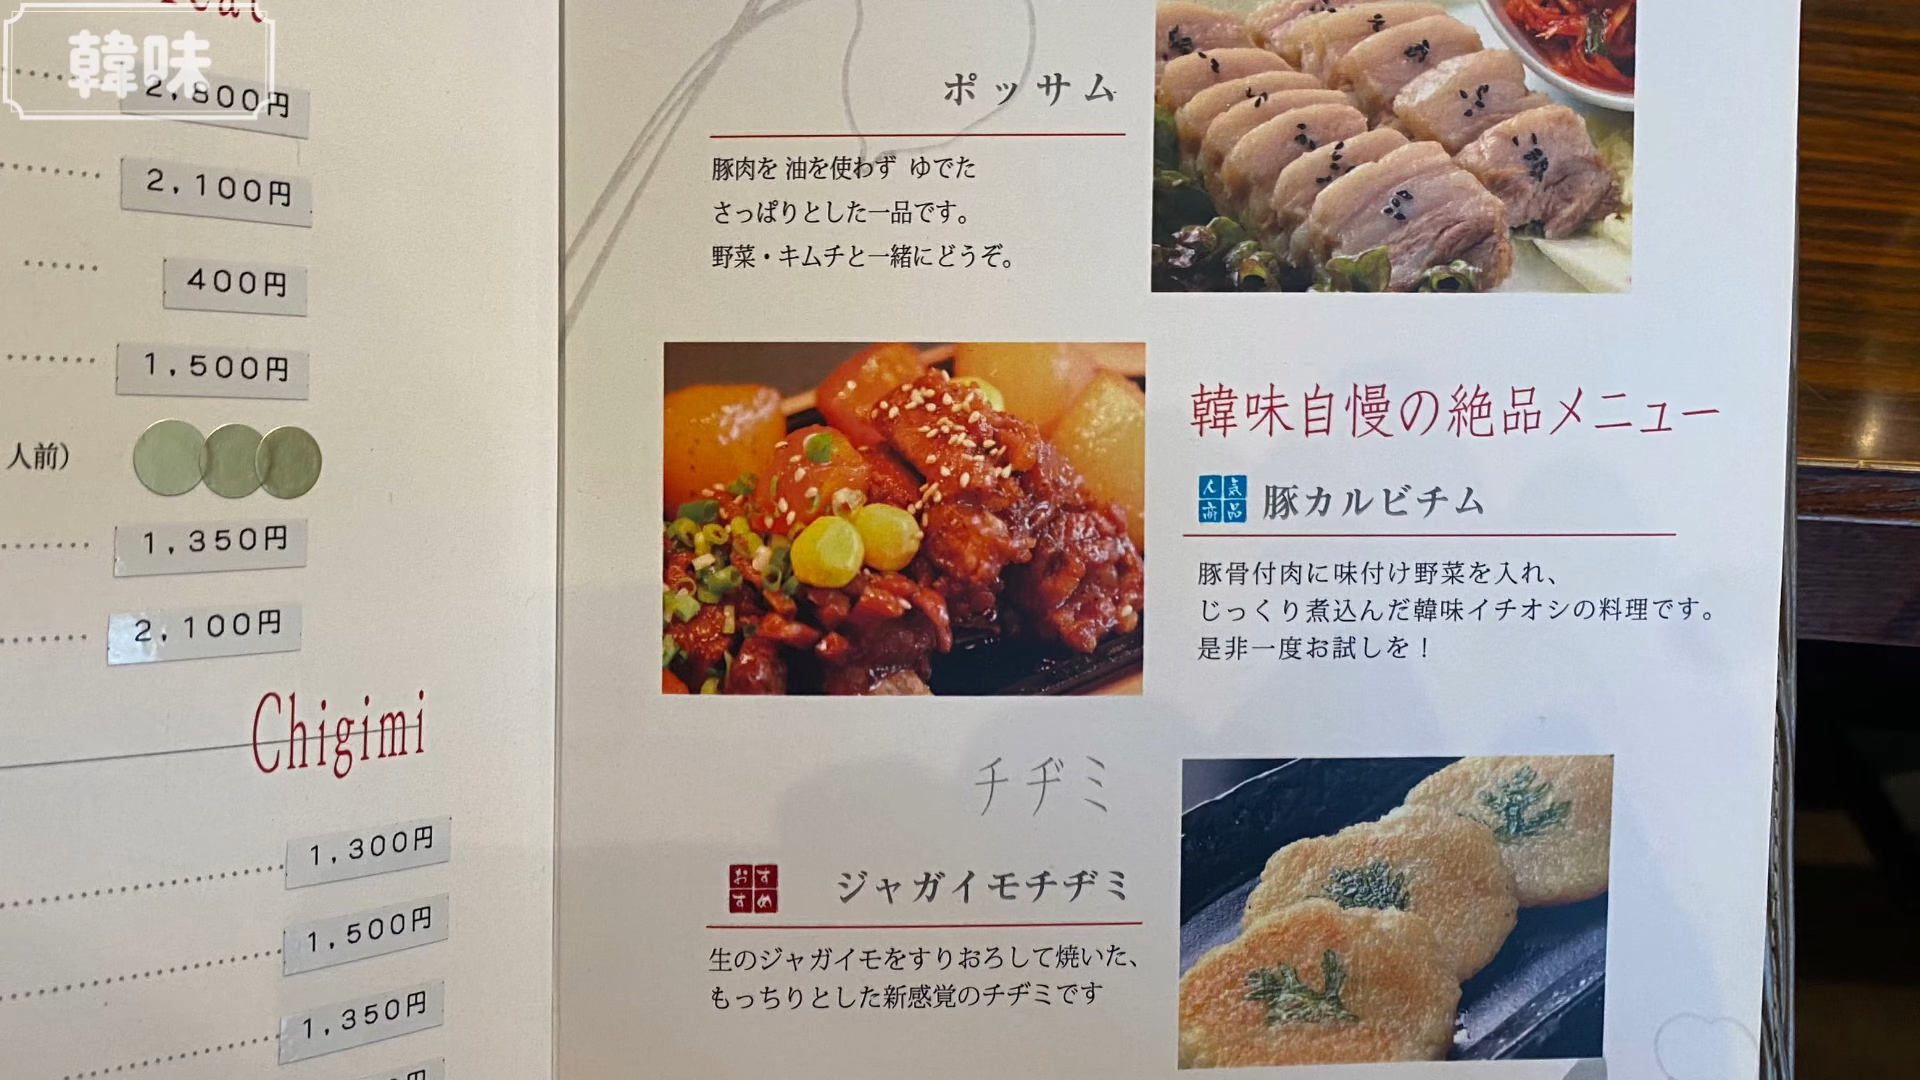 韓味
2,800円
2,100円
400円
1,500円
人前)
1,350円
2,100円
Chigimi
1,300円
1,500円
1,350円
ポッサム
豚肉を 油を使わず ゆでた
さっぱりとした一品です。
野菜・キムチと一緒にどうぞ。
韓味自慢の絶品メニュー
人気商品 豚カルビチム
豚骨付肉に味付け野菜を入れ、
じっくり煮込んだ韓味イチオシの料理です。
是非一度お試しを！
チヂミ
おすすめ ジャガイモチヂミ
生のジャガイモをすりおろして焼いた、
もっちりとした新感覚のチヂミです